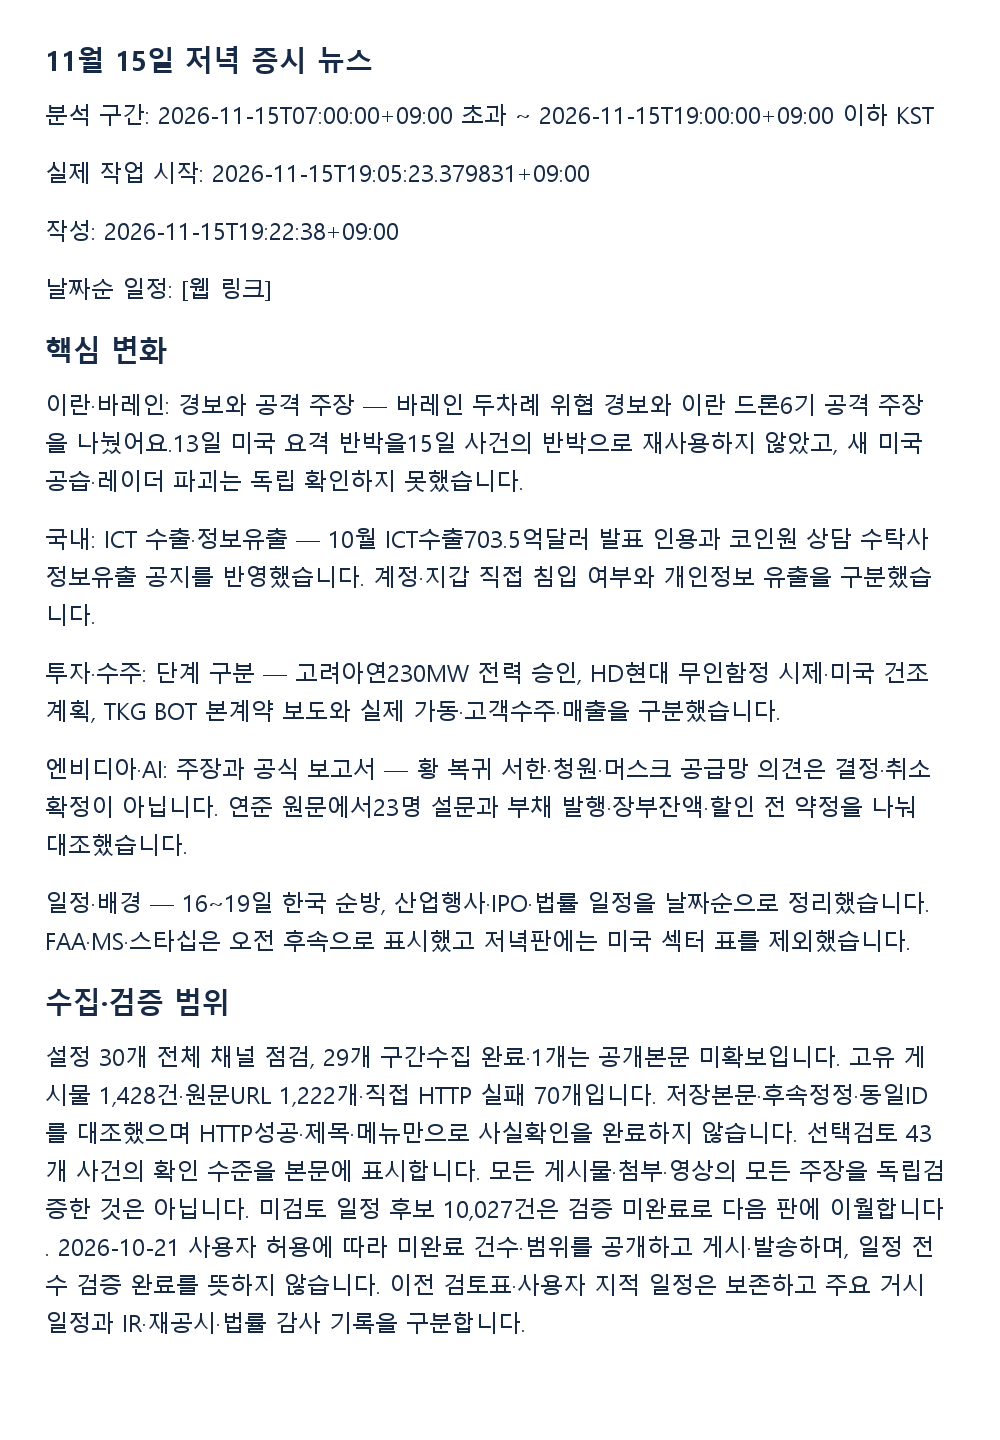 11월 15일 저녁 증시 뉴스
분석 구간: 2026-11-15T07:00:00+09:00 초과 ~ 2026-11-15T19:00:00+09:00 이하 KST
실제 작업 시작: 2026-11-15T19:05:23.379831+09:00
작성: 2026-11-15T19:22:38+09:00
날짜순 일정: [웹 링크]
핵심 변화
이란·바레인: 경보와 공격 주장 — 바레인 두차례 위협 경보와 이란 드론6기 공격 주장
을 나눴어요.13일 미국 요격 반박을15일 사건의 반박으로 재사용하지 않았고, 새 미국
공습·레이더 파괴는 독립 확인하지 못했습니다.
국내: ICT 수출·정보유출 — 10월 ICT수출703.5억달러 발표 인용과 코인원 상담 수탁사
정보유출 공지를 반영했습니다. 계정·지갑 직접 침입 여부와 개인정보 유출을 구분했습
니다.
투자·수주: 단계 구분 — 고려아연230MW 전력 승인, HD현대 무인함정 시제·미국 건조
계획, TKG BOT 본계약 보도와 실제 가동·고객수주·매출을 구분했습니다.
엔비디아·AI: 주장과 공식 보고서 — 황 복귀 서한·청원·머스크 공급망 의견은 결정·취소
확정이 아닙니다. 연준 원문에서23명 설문과 부채 발행·장부잔액·할인 전 약정을 나눠
대조했습니다.
일정·배경 — 16~19일 한국 순방, 산업행사·IPO·법률 일정을 날짜순으로 정리했습니다.
FAA·MS·스타십은 오전 후속으로 표시했고 저녁판에는 미국 섹터 표를 제외했습니다.
수집·검증 범위
설정 30개 전체 채널 점검, 29개 구간수집 완료·1개는 공개본문 미확보입니다. 고유 게
시물 1,428건·원문URL 1,222개·직접 HTTP 실패 70개입니다. 저장본문·후속정정·동일ID
를 대조했으며 HTTP성공·제목·메뉴만으로 사실확인을 완료하지 않습니다. 선택검토 43
개 사건의 확인 수준을 본문에 표시합니다. 모든 게시물·첨부·영상의 모든 주장을 독립검
증한 것은 아닙니다. 미검토 일정 후보 10,027건은 검증 미완료로 다음 판에 이월합니다
. 2026-10-21 사용자 허용에 따라 미완료 건수·범위를 공개하고 게시·발송하며, 일정 전
수 검증 완료를 뜻하지 않습니다. 이전 검토표·사용자 지적 일정은 보존하고 주요 거시
일정과 IR·재공시·법률 감사 기록을 구분합니다.